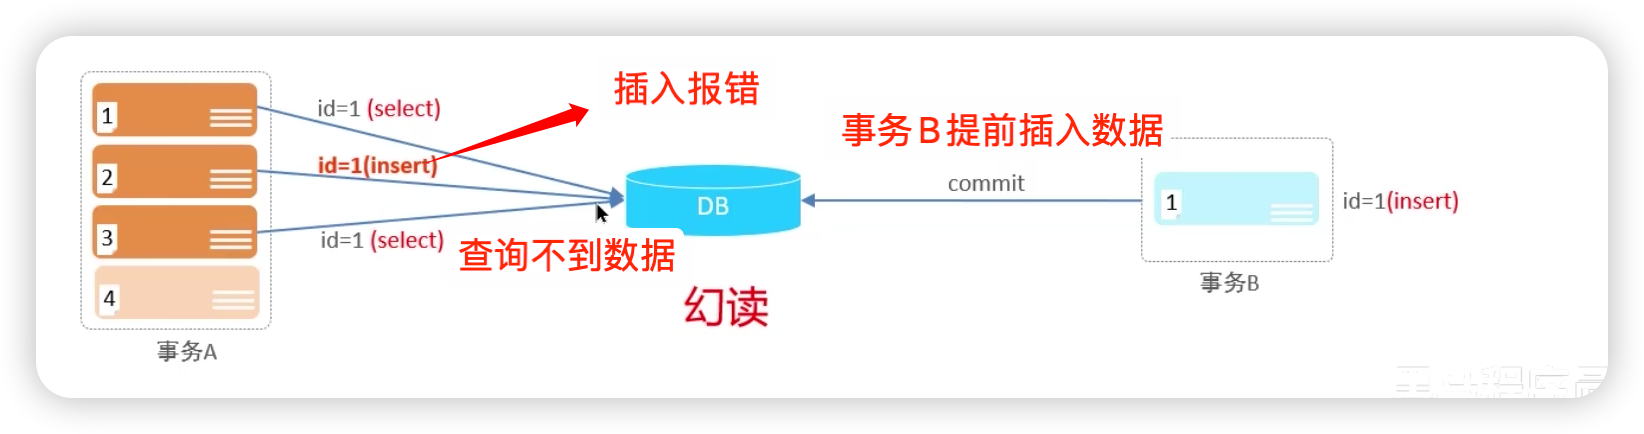 1
id=1 (select)
插入报错
2
id=1(insert)
事务B提前插入数据
commit
DB
1
id=1(insert)
3
id=1 (select)
查询不到数据
4
幻读
事务B
事务A